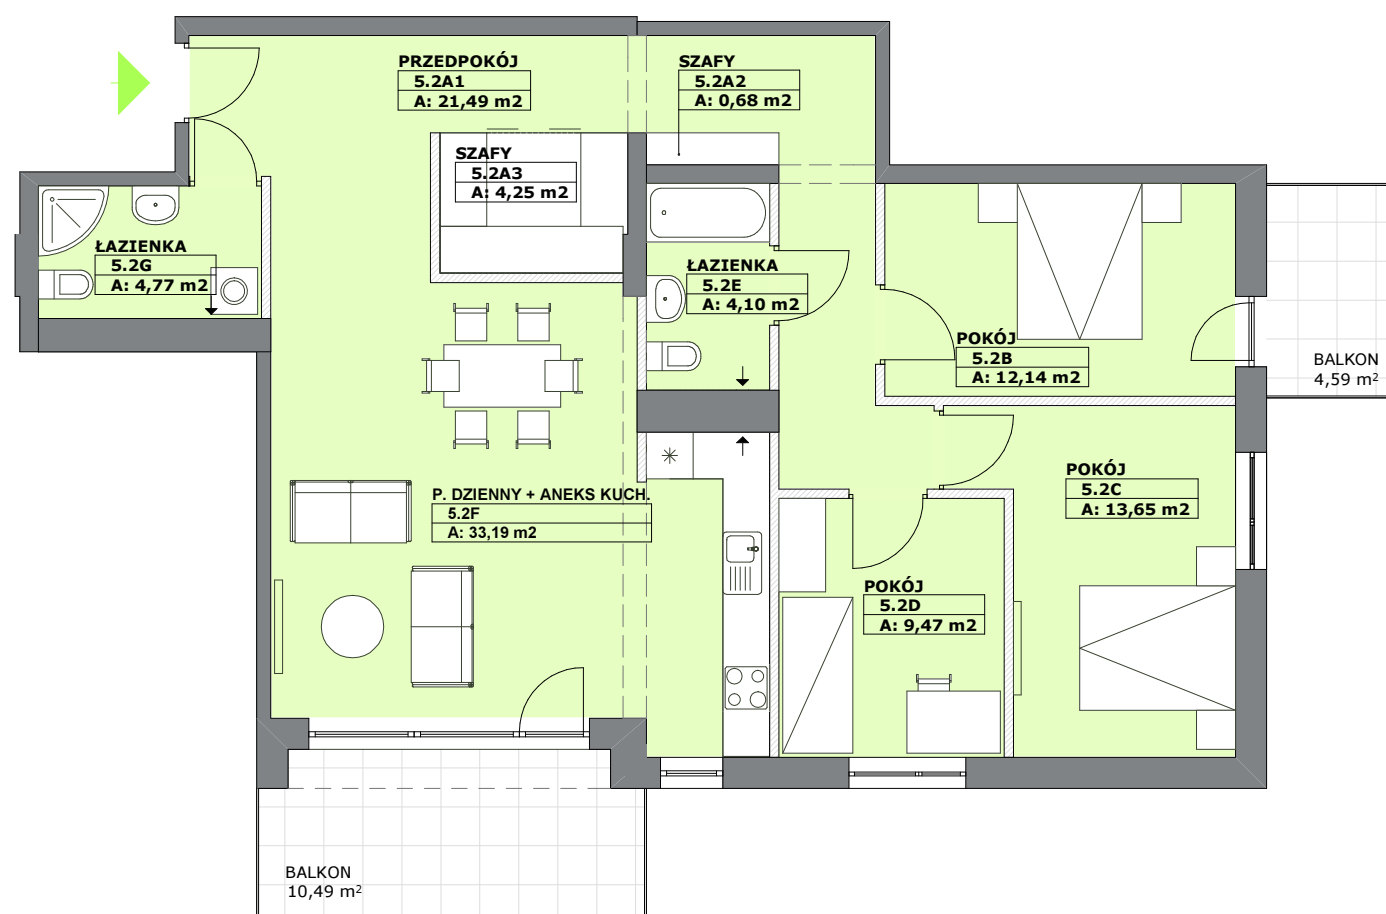 PRZEDPOKÓJ
5.2A1
A: 21,49 m2
SZAFY
5.2A2
A: 0,68 m2
SZAFY
5.2A3
A: 4,25 m2
ŁAZIENKA
5.2G
A: 4,77 m2
ŁAZIENKA
5.2E
A: 4,10 m2
POKÓJ
5.2B
A: 12,14 m2
BALKON
4,59 m²
POKÓJ
5.2C
A: 13,65 m2
P. DZIENNY + ANEKS KUCH.
5.2F
A: 33,19 m2
POKÓJ
5.2D
A: 9,47 m2
BALKON
10,49 m²